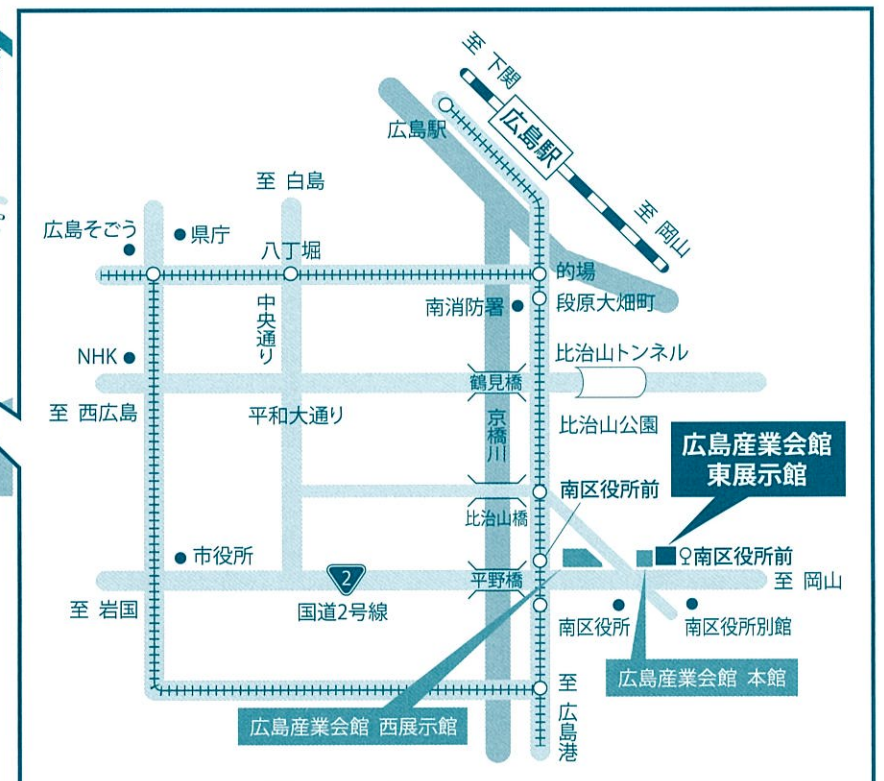 至 下関
広島駅
広島駅
至 岡山
至 白島
広島そごう
県庁
八丁堀
的場
中央通り
南消防署
段原大畑町
NHK
比治山トンネル
鶴見橋
至 西広島
平和大通り
京橋川
比治山公園
広島産業会館
東展示館
南区役所前
比治山橋
市役所
2
平野橋
南区役所前
至 岡山
至 岩国
国道2号線
南区役所
南区役所別館
広島産業会館 本館
至 広島港
広島産業会館 西展示館